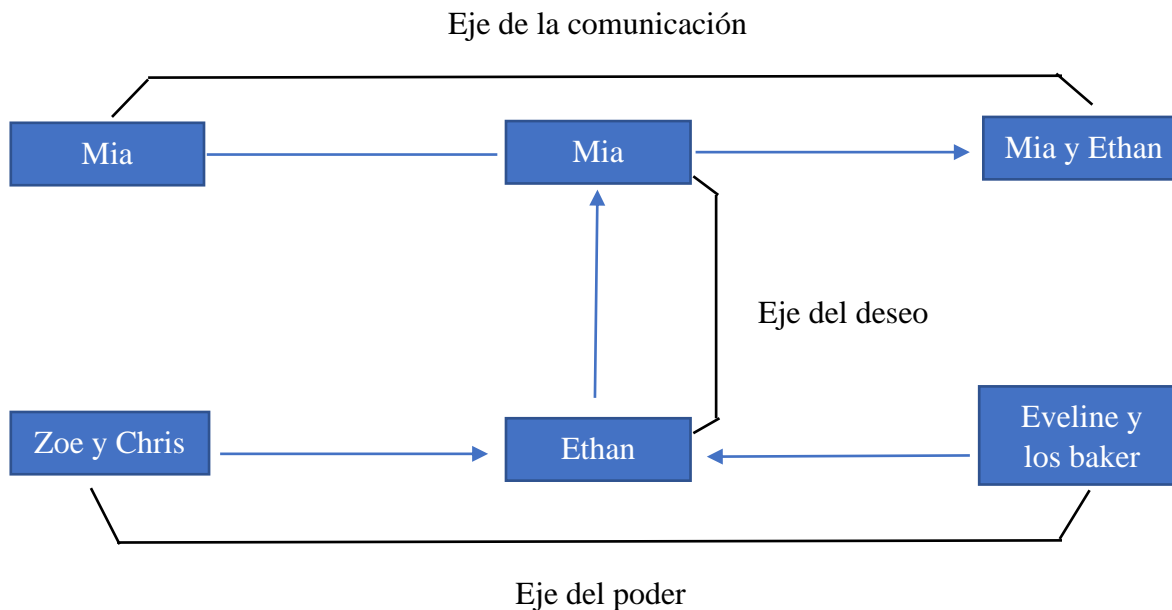 Eje de la comunicación
Mia
Mia
Mia y Ethan
Eje del deseo
Zoe y Chris
Ethan
Eveline y
los baker
Eje del poder